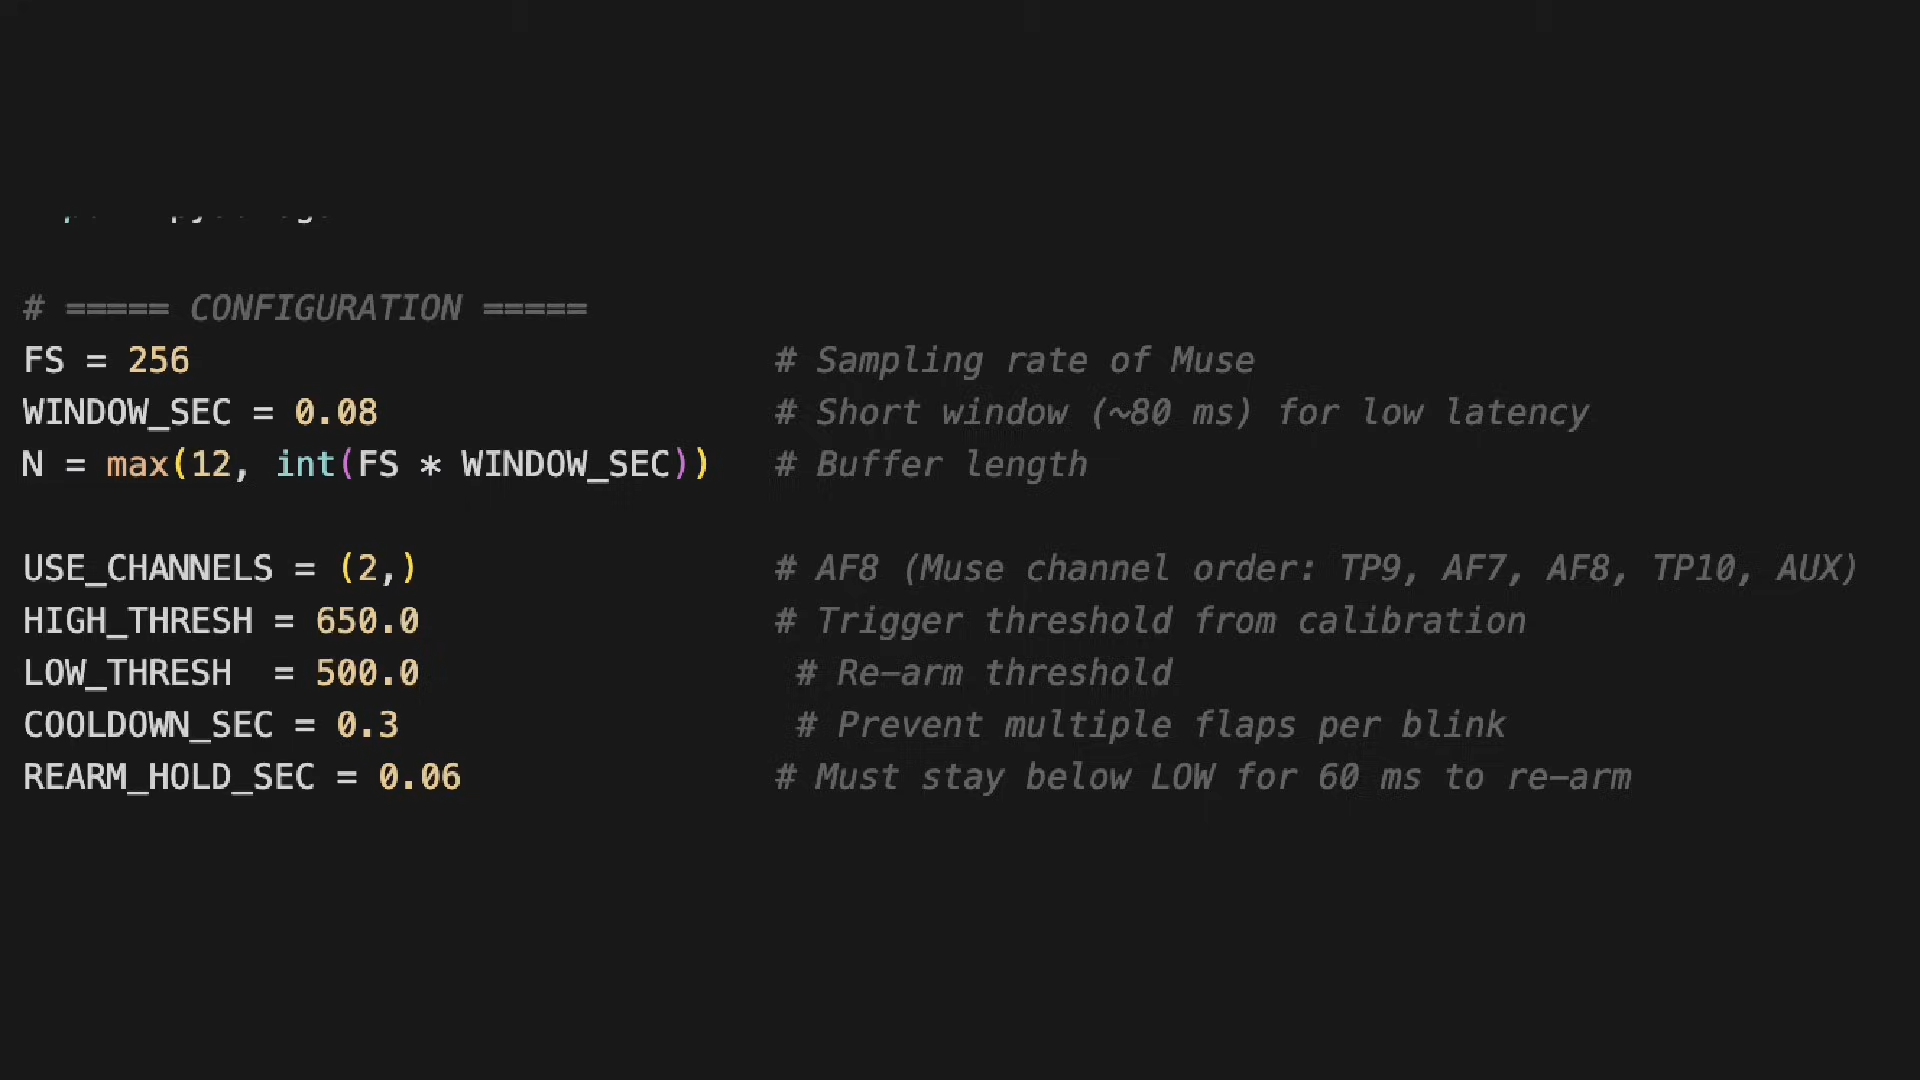 # ===== CONFIGURATION =====
FS = 256 # Sampling rate of Muse
WINDOW_SEC = 0.08 # Short window (~80 ms) for low latency
N = max(12, int(FS * WINDOW_SEC)) # Buffer length
USE_CHANNELS = (2,) # AF8 (Muse channel order: TP9, AF7, AF8, TP10, AUX)
HIGH_THRESH = 650.0 # Trigger threshold from calibration
LOW_THRESH  = 500.0 # Re-arm threshold
COOLDOWN_SEC = 0.3 # Prevent multiple flaps per blink
REARM_HOLD_SEC = 0.06 # Must stay below LOW for 60 ms to re-arm